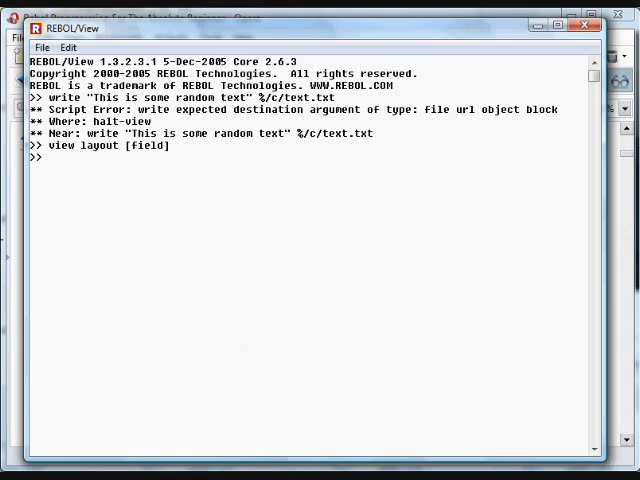 REBOL/View
File Edit
REBOL/View 1.3.2.3.1 5-Dec-2005 Core 2.6.3
Copyright 2000-2005 REBOL Technologies. All rights reserved.
REBOL is a trademark of REBOL Technologies. WWW.REBOL.COM
>> write "This is some random text" %/c/text.txt
** Script Error: write expected destination argument of type: file url object block
** Where: halt-view
** Near: write "This is some random text" %/c/text.txt
>> view layout [field]
>>